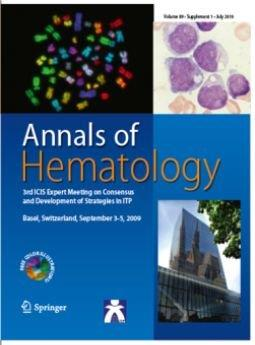 Volume 89 • Supplement 1 • July 2010
Annals of
Hematology
3rd ICIS Expert Meeting on Consensus
and Development of Strategies in ITP
Basel, Switzerland, September 3-5, 2009
Springer